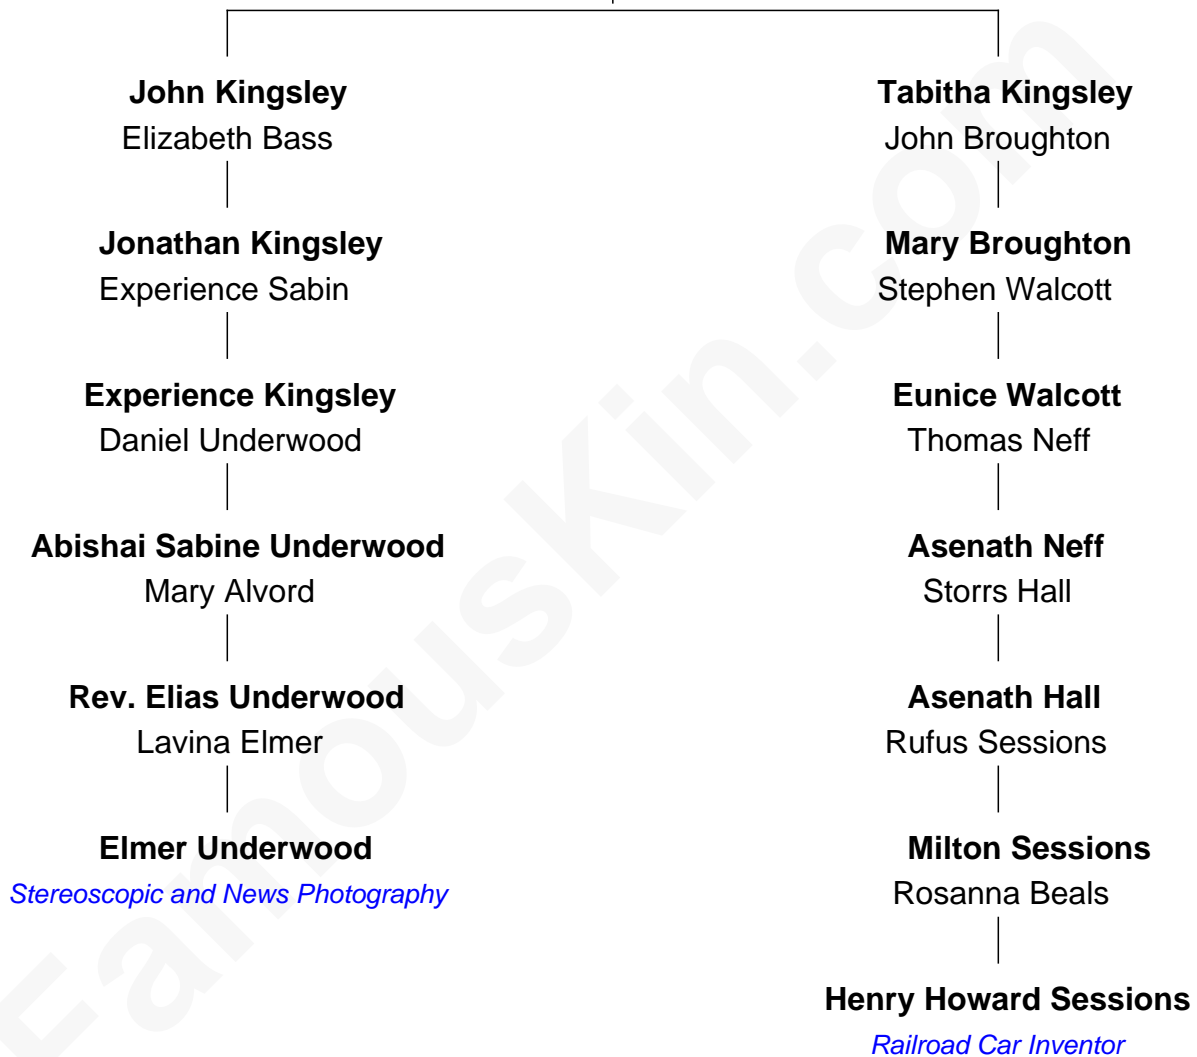 John Kingsley
Elizabeth Bass
Jonathan Kingsley
Experience Sabin
Experience Kingsley
Daniel Underwood
Abishai Sabine Underwood
Mary Alvord
Rev. Elias Underwood
Lavina Elmer
Elmer Underwood
Stereoscopic and News Photography
Tabitha Kingsley
John Broughton
Mary Broughton
Stephen Walcott
Eunice Walcott
Thomas Neff
Asenath Neff
Storrs Hall
Asenath Hall
Rufus Sessions
Milton Sessions
Rosanna Beals
Henry Howard Sessions
Railroad Car Inventor
FamousKin.com